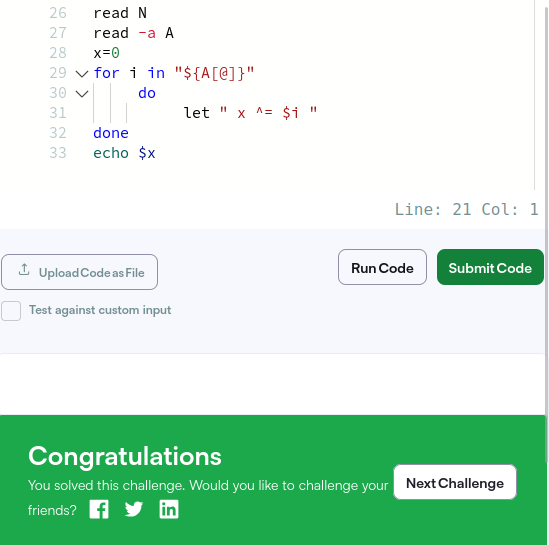 26 read N
27 read -a A
28 x=0
29 for i in "${A[@]}"
30 do
31 let " x ^= $i "
32 done
33 echo $x
Line: 21 Col: 1
Upload Code as File
Run Code
Submit Code
Test against custom input
Congratulations
You solved this challenge. Would you like to challenge your
friends?
Next Challenge